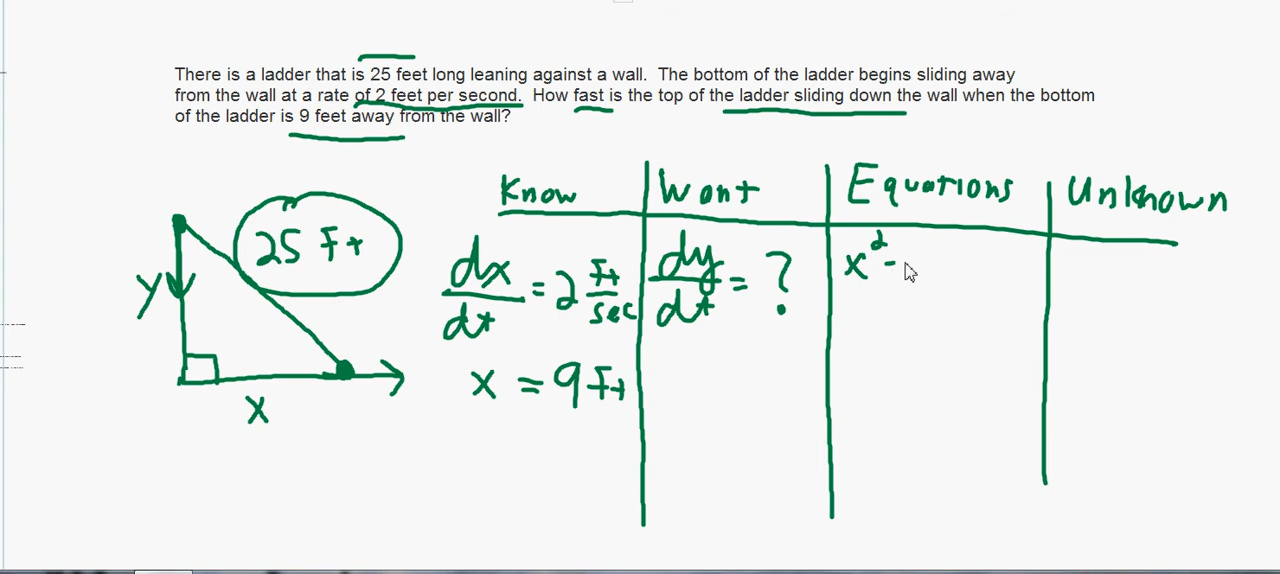 There is a ladder that is 25 feet long leaning against a wall. The bottom of the ladder begins sliding away
from the wall at a rate of 2 feet per second. How fast is the top of the ladder sliding down the wall when the bottom
of the ladder is 9 feet away from the wall?
Know Want Equations Unknown
25 Ft
y
x
dx/dt = 2 Ft/sec
dy/dt = ?
x² -
x = 9 Ft